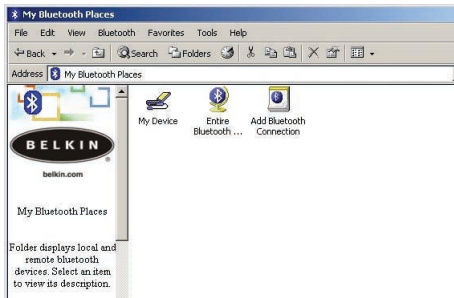 My Bluetooth Places
File Edit View Bluetooth Favorites Tools Help
Back Search Folders
Address My Bluetooth Places
BELKIN
belkin.com
My Bluetooth Places
Folder displays local and
remote bluetooth
devices. Select an item
to view its description.
My Device
Entire
Bluetooth ...
Add Bluetooth
Connection